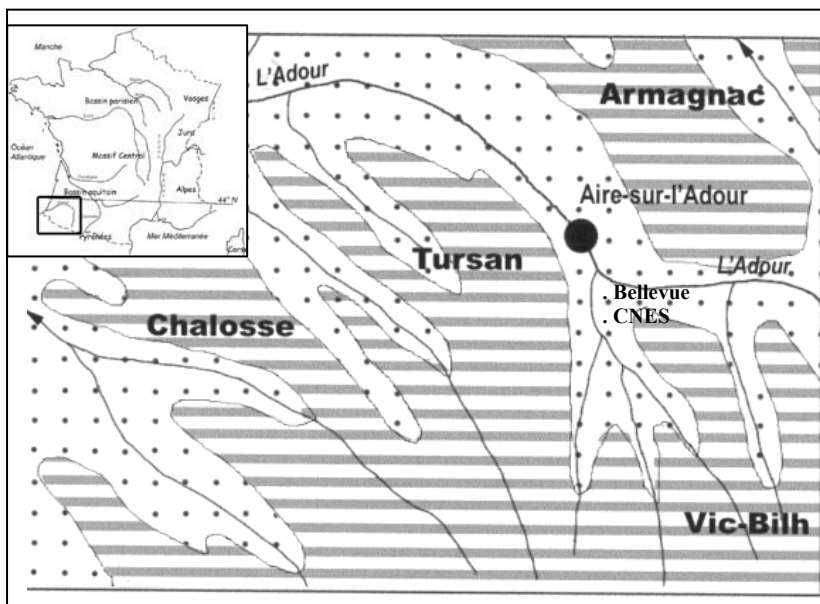 Manche
Bassin parisien
Vosges
Jura
Océan
Atlantique
Massif Central
Alpes
Bassin aquitain
44° N
Pyrénées
Mer Méditerranée
L'Adour
Armagnac
Aire-sur-l'Adour
Tursan
L'Adour
. Bellevue
. CNES
Chalosse
Vic-Bilh